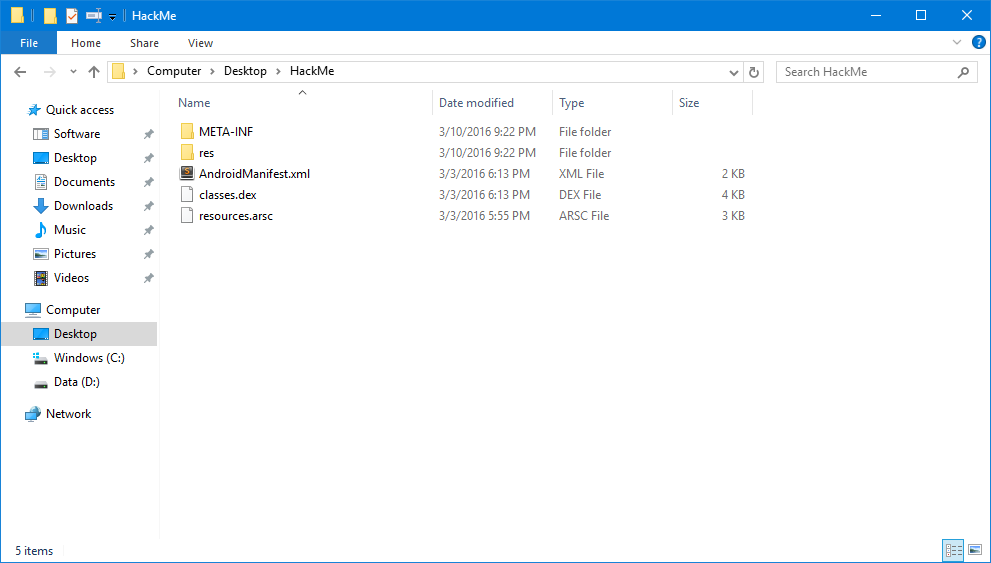 HackMe
File Home Share View
Computer Desktop HackMe Search HackMe
Quick access
Software
Desktop
Documents
Downloads
Music
Pictures
Videos
Computer
Desktop
Windows (C:)
Data (D:)
Network
Name Date modified Type Size
META-INF 3/10/2016 9:22 PM File folder
res 3/10/2016 9:22 PM File folder
AndroidManifest.xml 3/3/2016 6:13 PM XML File 2 KB
classes.dex 3/3/2016 6:13 PM DEX File 4 KB
resources.arsc 3/3/2016 5:55 PM ARSC File 3 KB
5 items